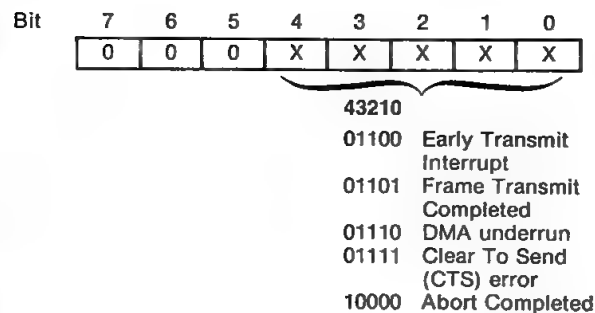 Bit 7 6 5 4 3 2 1 0
0 0 0 X X X X X
43210
01100 Early Transmit
Interrupt
01101 Frame Transmit
Completed
01110 DMA underrun
01111 Clear To Send
(CTS) error
10000 Abort Completed